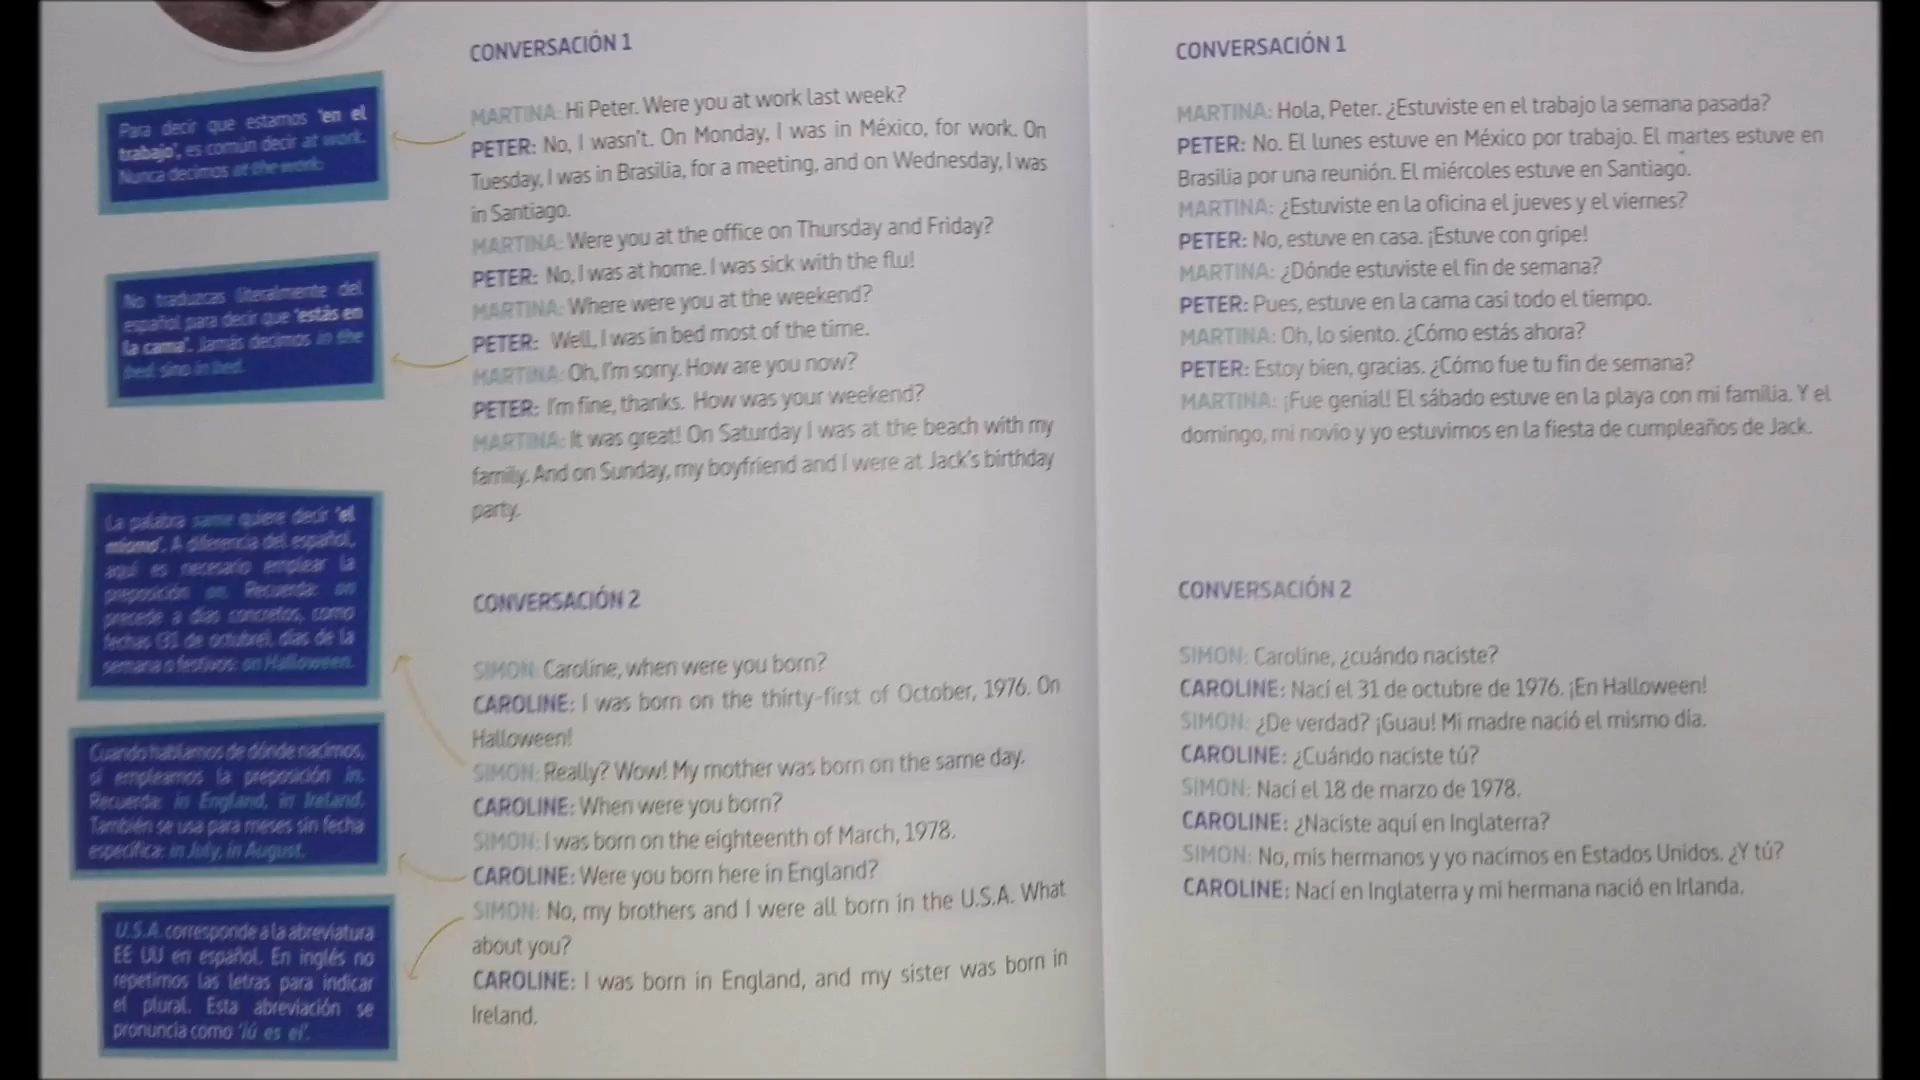 Para decir que estamos 'en el
trabajo', es común decir at work.
Nunca decimos at the work.
No traduzcas literalmente del
español para decir que 'estás en
la cama'. Jamás decimos in the
bed sino in bed.
La palabra same quiere decir 'el
mismo'. A diferencia del español,
aquí es necesario emplear la
preposición on. Recuerda: on
precede a días concretos, como
fechas (31 de octubre), días de la
semana o festivos: on Halloween.
Cuando hablamos de dónde nacimos,
sí empleamos la preposición in.
Recuerda: in England, in Ireland.
También se usa para meses sin fecha
específica: in July, in August.
U.S.A. corresponde a la abreviatura
EE UU en español. En inglés no
repetimos las letras para indicar
el plural. Esta abreviación se
pronuncia como 'iú es ei'.
CONVERSACIÓN 1
MARTINA: Hi Peter. Were you at work last week?
PETER: No, I wasn't. On Monday, I was in México, for work. On
Tuesday, I was in Brasilia, for a meeting, and on Wednesday, I was
in Santiago.
MARTINA: Were you at the office on Thursday and Friday?
PETER: No, I was at home. I was sick with the flu!
MARTINA: Where were you at the weekend?
PETER: Well, I was in bed most of the time.
MARTINA: Oh, I'm sorry. How are you now?
PETER: I'm fine, thanks. How was your weekend?
MARTINA: It was great! On Saturday I was at the beach with my
family. And on Sunday, my boyfriend and I were at Jack's birthday
party.
CONVERSACIÓN 2
SIMON: Caroline, when were you born?
CAROLINE: I was born on the thirty-first of October, 1976. On
Halloween!
SIMON: Really? Wow! My mother was born on the same day.
CAROLINE: When were you born?
SIMON: I was born on the eighteenth of March, 1978.
CAROLINE: Were you born here in England?
SIMON: No, my brothers and I were all born in the U.S.A. What
about you?
CAROLINE: I was born in England, and my sister was born in
Ireland.
CONVERSACIÓN 1
MARTINA: Hola, Peter. ¿Estuviste en el trabajo la semana pasada?
PETER: No. El lunes estuve en México por trabajo. El martes estuve en
Brasilia por una reunión. El miércoles estuve en Santiago.
MARTINA: ¿Estuviste en la oficina el jueves y el viernes?
PETER: No, estuve en casa. ¡Estuve con gripe!
MARTINA: ¿Dónde estuviste el fin de semana?
PETER: Pues, estuve en la cama casi todo el tiempo.
MARTINA: Oh, lo siento. ¿Cómo estás ahora?
PETER: Estoy bien, gracias. ¿Cómo fue tu fin de semana?
MARTINA: ¡Fue genial! El sábado estuve en la playa con mi familia. Y el
domingo, mi novio y yo estuvimos en la fiesta de cumpleaños de Jack.
CONVERSACIÓN 2
SIMON: Caroline, ¿cuándo naciste?
CAROLINE: Nací el 31 de octubre de 1976. ¡En Halloween!
SIMON: ¿De verdad? ¡Guau! Mi madre nació el mismo día.
CAROLINE: ¿Cuándo naciste tú?
SIMON: Nací el 18 de marzo de 1978.
CAROLINE: ¿Naciste aquí en Inglaterra?
SIMON: No, mis hermanos y yo nacimos en Estados Unidos. ¿Y tú?
CAROLINE: Nací en Inglaterra y mi hermana nació en Irlanda.